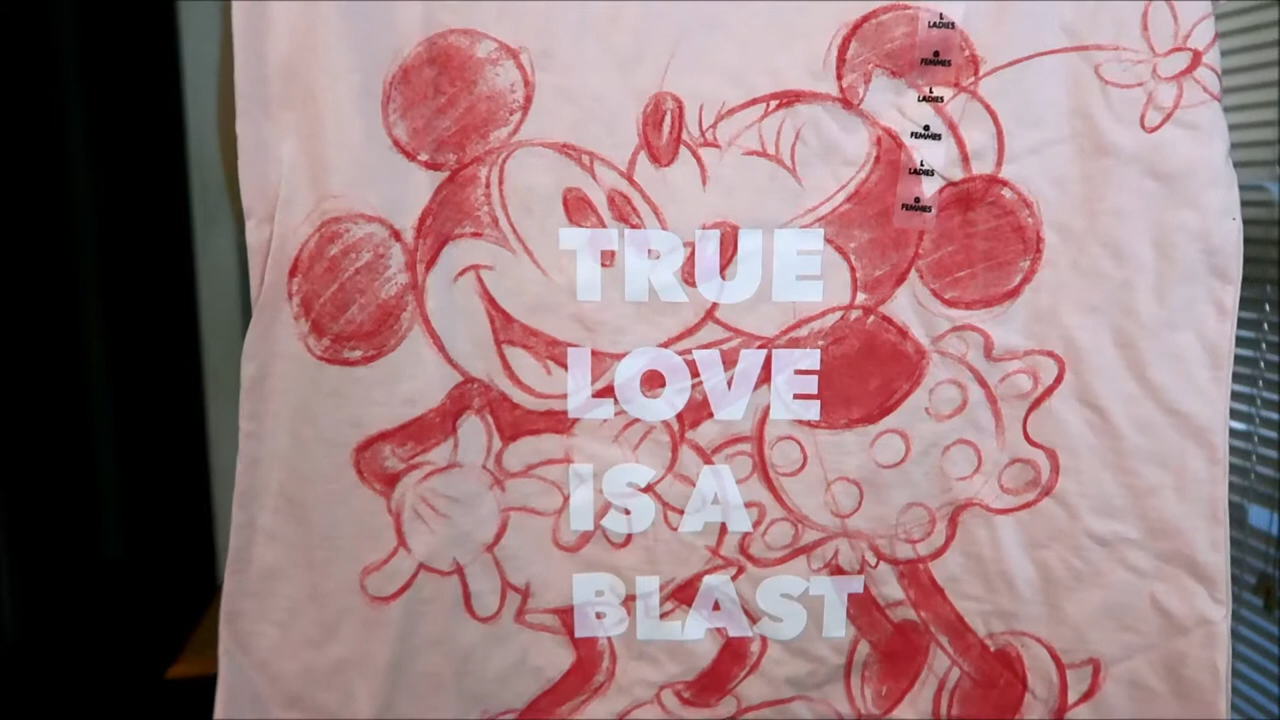 L
LADIES
G
FEMMES
L
LADIES
G
FEMMES
L
LADIES
G
FEMMES
TRUE
LOVE
IS A
BLAST